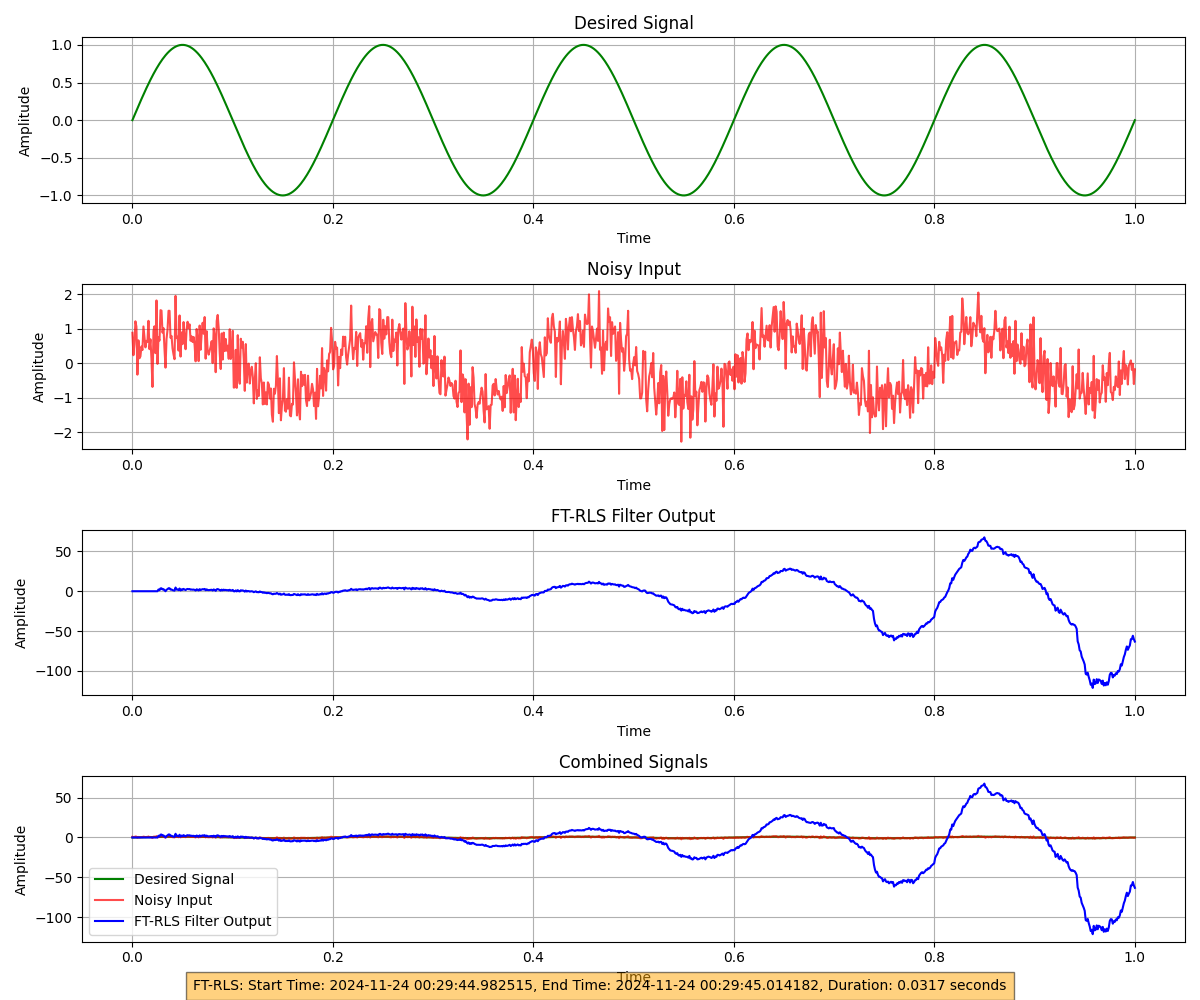 Desired Signal
1.0
0.5
0.0
−0.5
−1.0
Amplitude
0.0 0.2 0.4 0.6 0.8 1.0
Time
Noisy Input
2
1
0
−1
−2
Amplitude
0.0 0.2 0.4 0.6 0.8 1.0
Time
FT-RLS Filter Output
50
0
−50
−100
Amplitude
0.0 0.2 0.4 0.6 0.8 1.0
Time
Combined Signals
50
0
−50
−100
Amplitude
Desired Signal
Noisy Input
FT-RLS Filter Output
0.0 0.2 0.4 0.6 0.8 1.0
Time
FT-RLS: Start Time: 2024-11-24 00:29:44.982515, End Time: 2024-11-24 00:29:45.014182, Duration: 0.0317 seconds